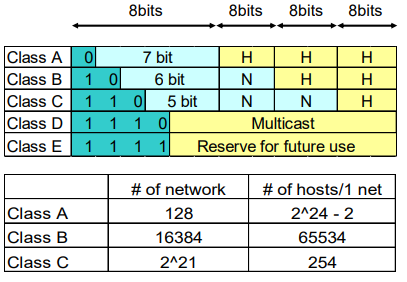 8bits 8bits 8bits 8bits
Class A 0 7 bit H H H
Class B 1 0 6 bit N H H
Class C 1 1 0 5 bit N N H
Class D 1 1 1 0 Multicast
Class E 1 1 1 1 Reserve for future use
# of network # of hosts/1 net
Class A 128 2^24 - 2
Class B 16384 65534
Class C 2^21 254